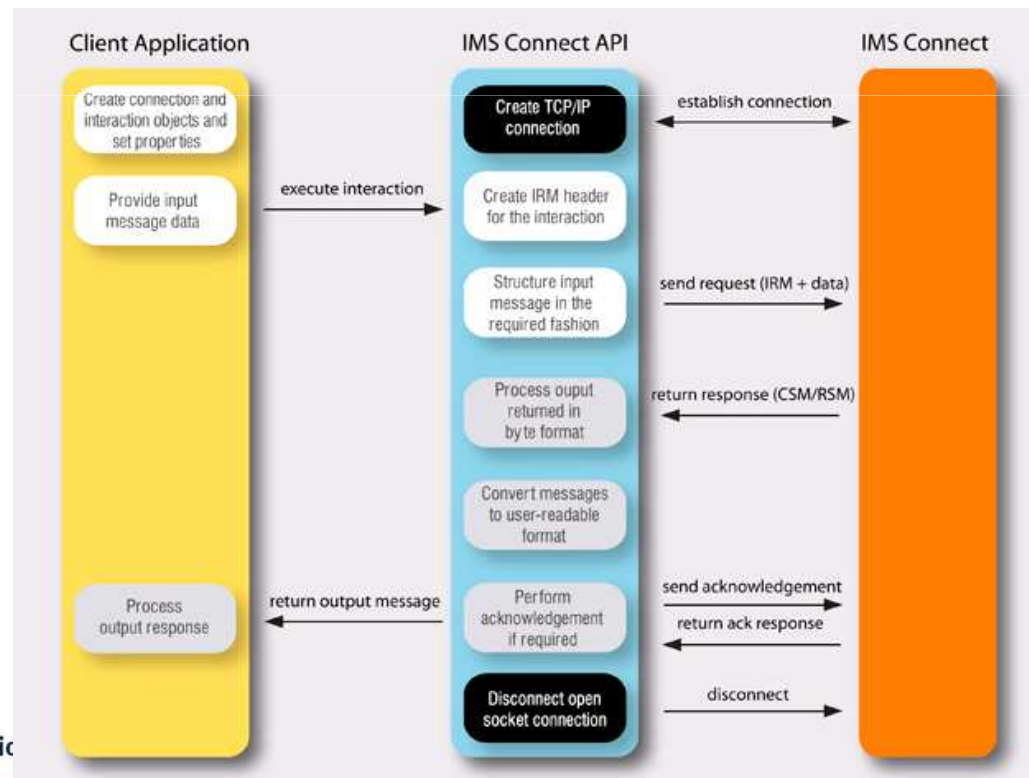 Client Application
IMS Connect API
IMS Connect
Create connection and
interaction objects and
set properties
Create TCP/IP
connection
establish connection
Provide input
message data
execute interaction
Create IRM header
for the interaction
Structure input
message in the
required fashion
send request (IRM + data)
Process ouput
returned in
byte format
return response (CSM/RSM)
Convert messages
to user-readable
format
Process
output response
return output message
Perform
acknowledgement
if required
send acknowledgement
return ack response
Disconnect open
socket connection
disconnect